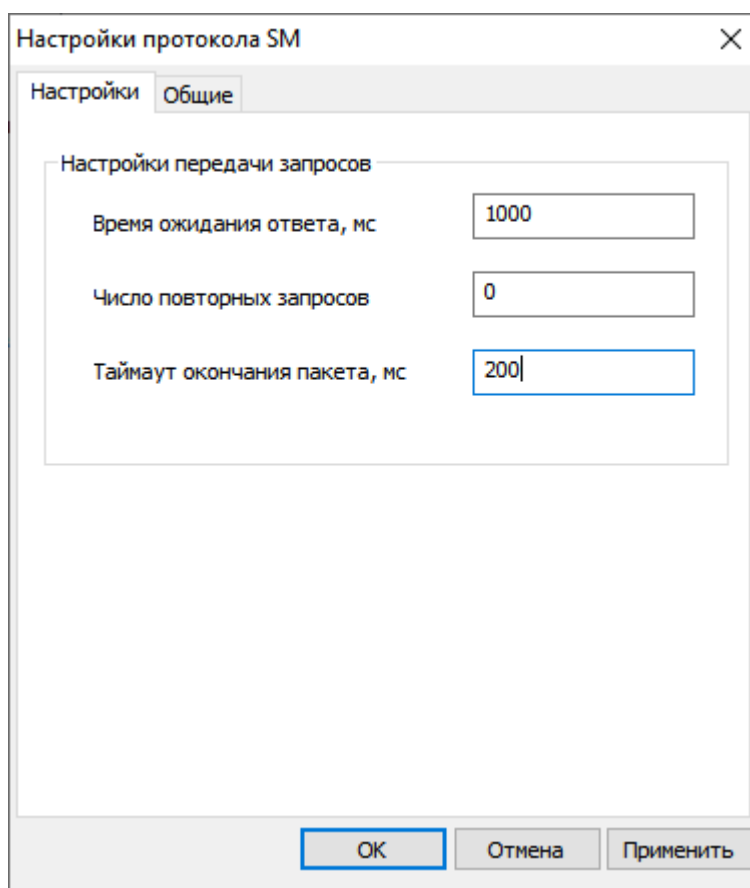 Настройки протокола SM
Настройки Общие
Настройки передачи запросов
Время ожидания ответа, мс 1000
Число повторных запросов 0
Таймаут окончания пакета, мс 200
ОК Отмена Применить